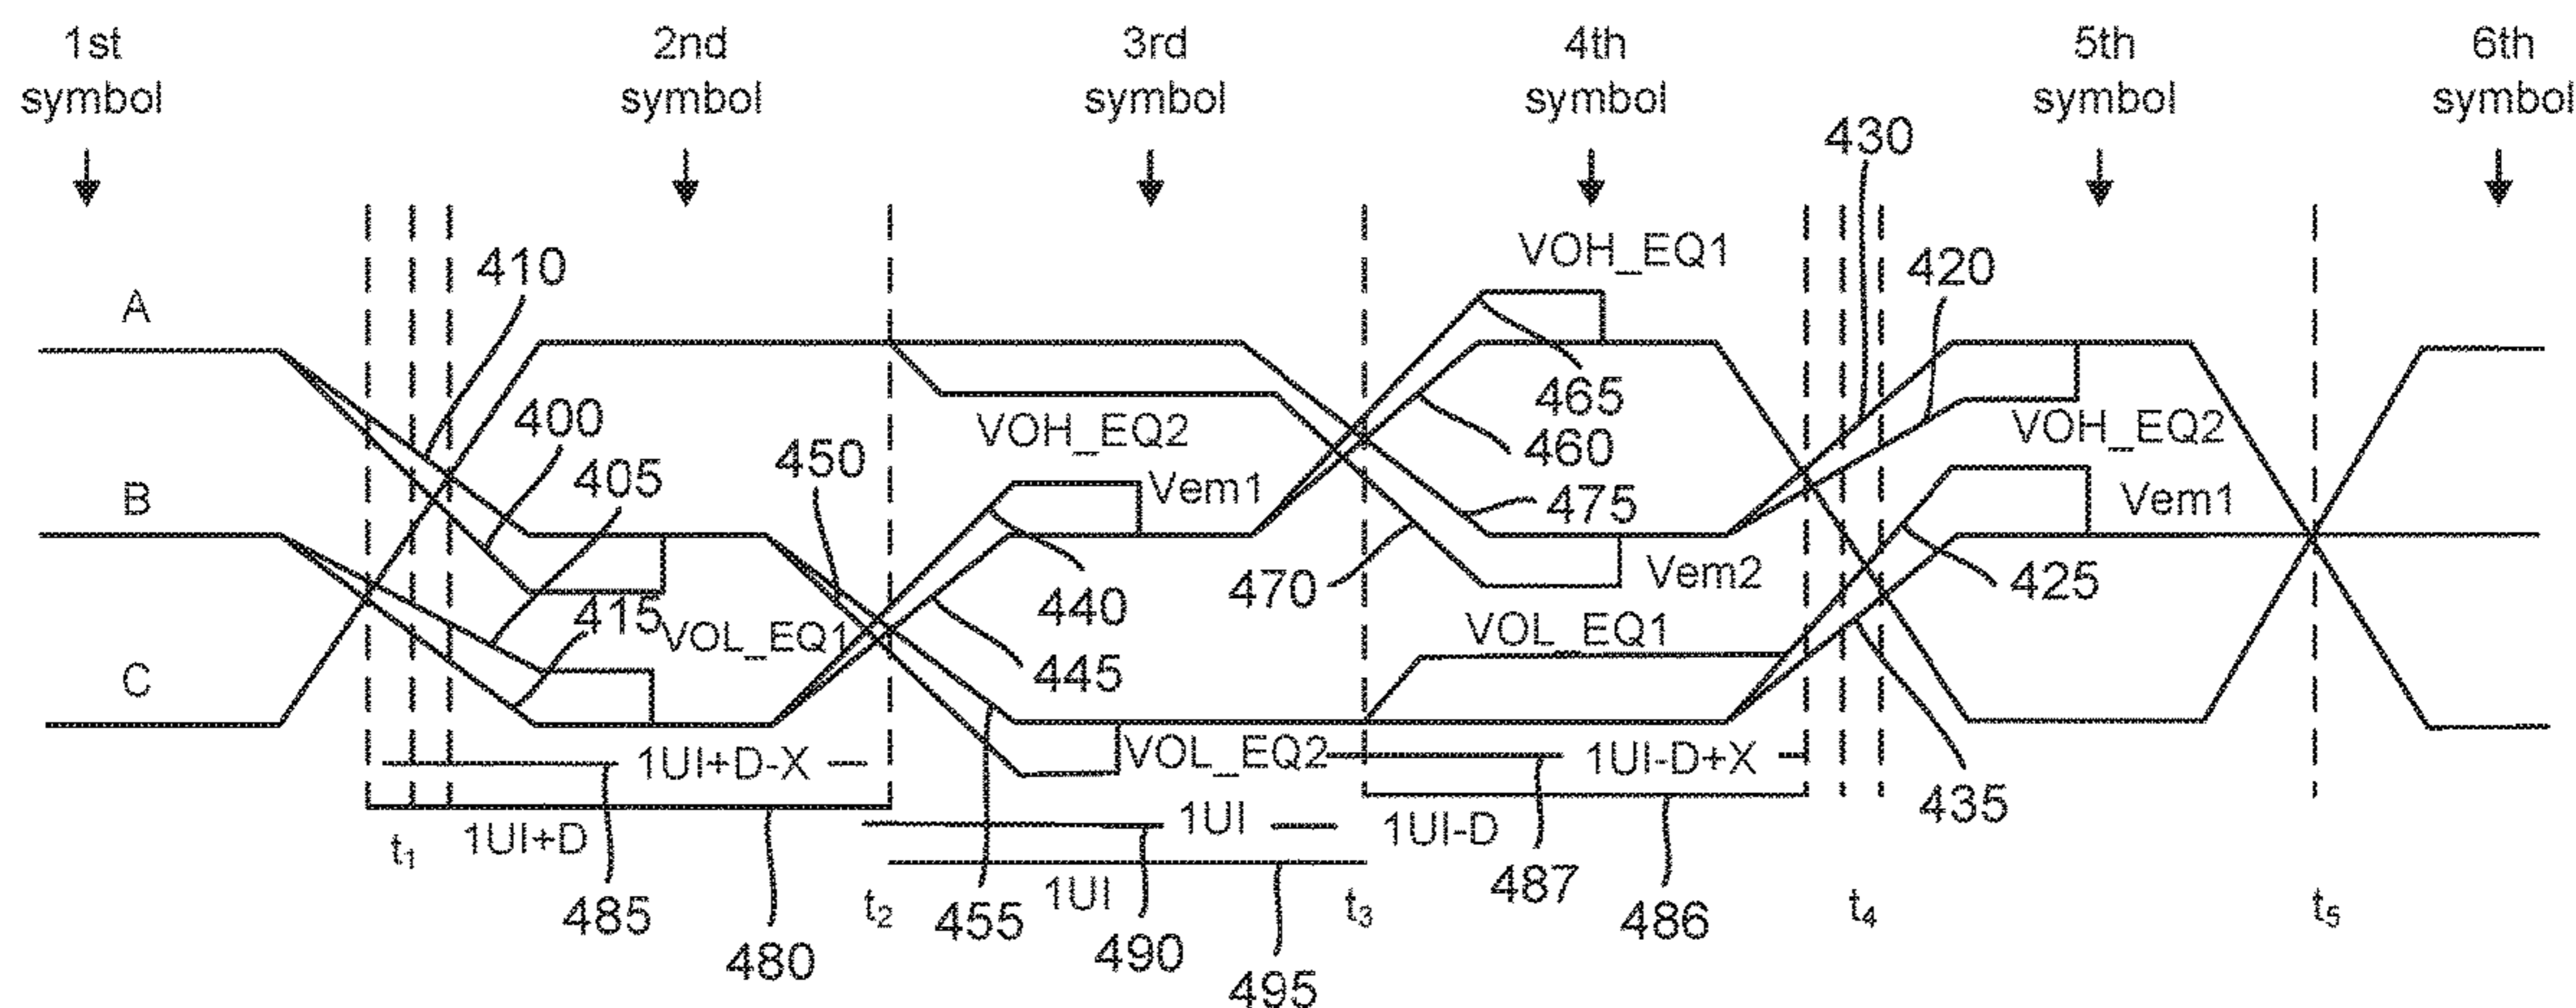 1st symbol
2nd symbol
3rd symbol
4th symbol
5th symbol
6th symbol
430
VOH_EQ1
410
420
A
400
465
VOH_EQ2
460
VOH_EQ2
450
405
475
B
Vem1
Vem1
440
470
Vem2
425
415
VOL_EQ1
445
VOL_EQ1
C
1UI+D-X
VOL_EQ2
1UI-D+X
435
1UI
1UI+D
1UI-D
t1
487
1UI
485
t2
455
t3
486
t4
t5
480
490
495